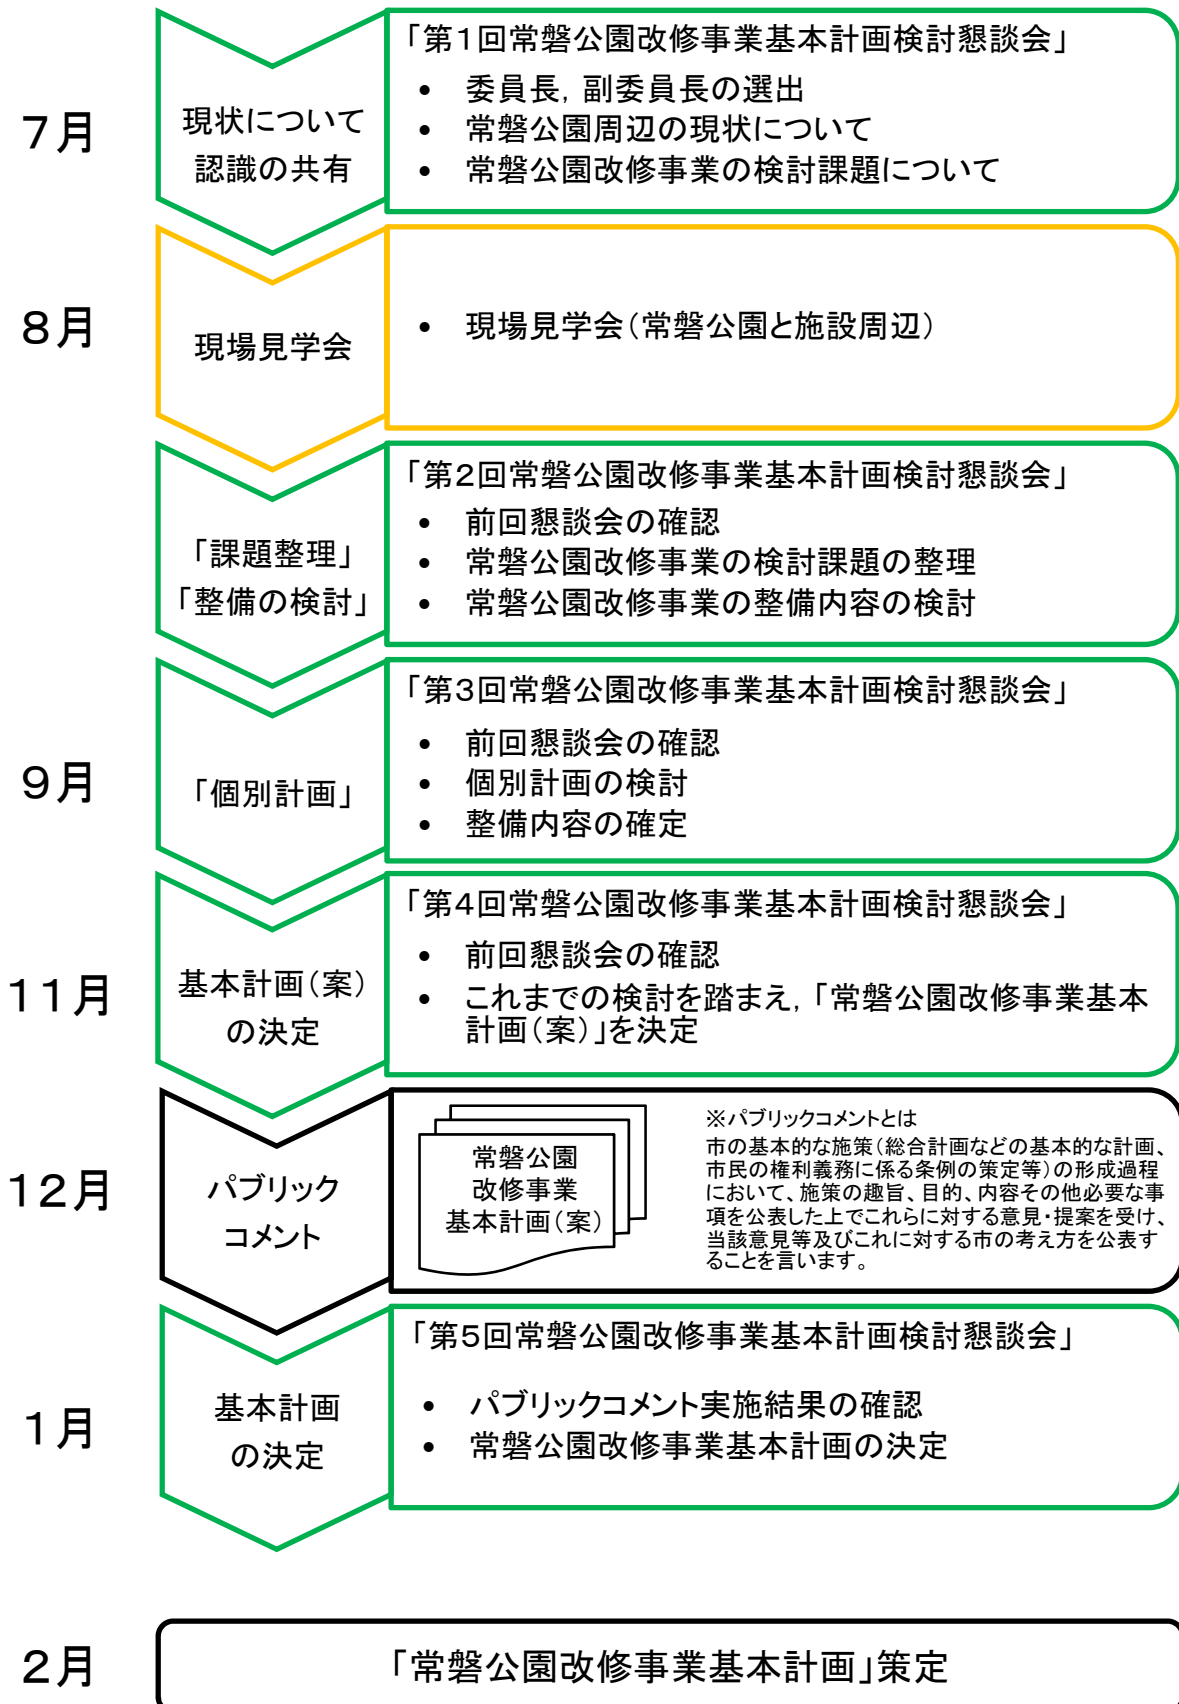 7月
現状について
認識の共有
「第1回常磐公園改修事業基本計画検討懇談会」
• 委員長, 副委員長の選出
• 常磐公園周辺の現状について
• 常磐公園改修事業の検討課題について
8月
現場見学会
• 現場見学会(常磐公園と施設周辺)
「課題整理」
「整備の検討」
「第2回常磐公園改修事業基本計画検討懇談会」
• 前回懇談会の確認
• 常磐公園改修事業の検討課題の整理
• 常磐公園改修事業の整備内容の検討
9月
「個別計画」
「第3回常磐公園改修事業基本計画検討懇談会」
• 前回懇談会の確認
• 個別計画の検討
• 整備内容の確定
11月
基本計画(案)
の決定
「第4回常磐公園改修事業基本計画検討懇談会」
• 前回懇談会の確認
• これまでの検討を踏まえ, 「常磐公園改修事業基本
計画(案)」を決定
12月
パブリック
コメント
常磐公園
改修事業
基本計画(案)
※パブリックコメントとは
市の基本的な施策(総合計画などの基本的な計画、
市民の権利義務に係る条例の策定等)の形成過程
において、施策の趣旨、目的、内容その他必要な事
項を公表した上でこれらに対する意見・提案を受け、
当該意見等及びこれに対する市の考え方を公表す
ることを言います。
1月
基本計画
の決定
「第5回常磐公園改修事業基本計画検討懇談会」
• パブリックコメント実施結果の確認
• 常磐公園改修事業基本計画の決定
2月
「常磐公園改修事業基本計画」策定